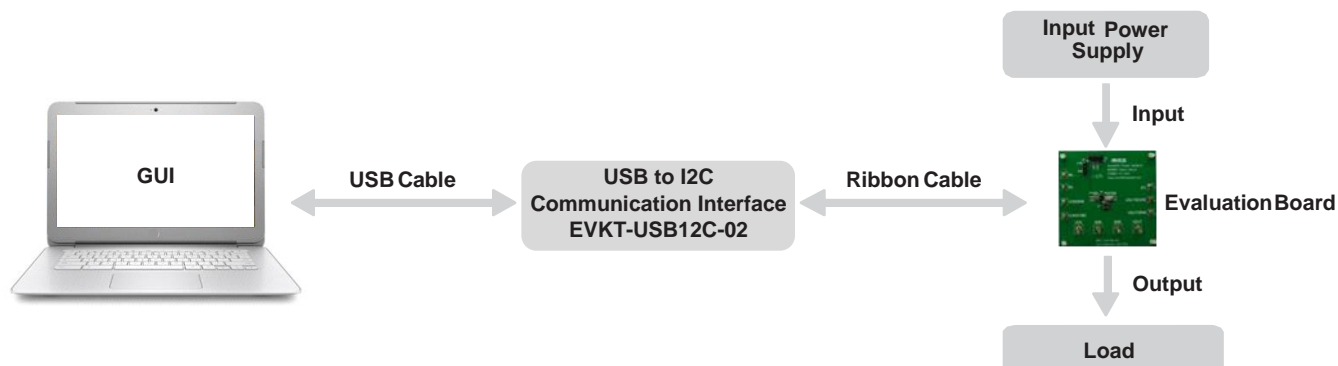 Input Power
Supply
Input
GUI
USB Cable
USB to I2C
Communication Interface
EVKT-USB12C-02
Ribbon Cable
Evaluation Board
Output
Load